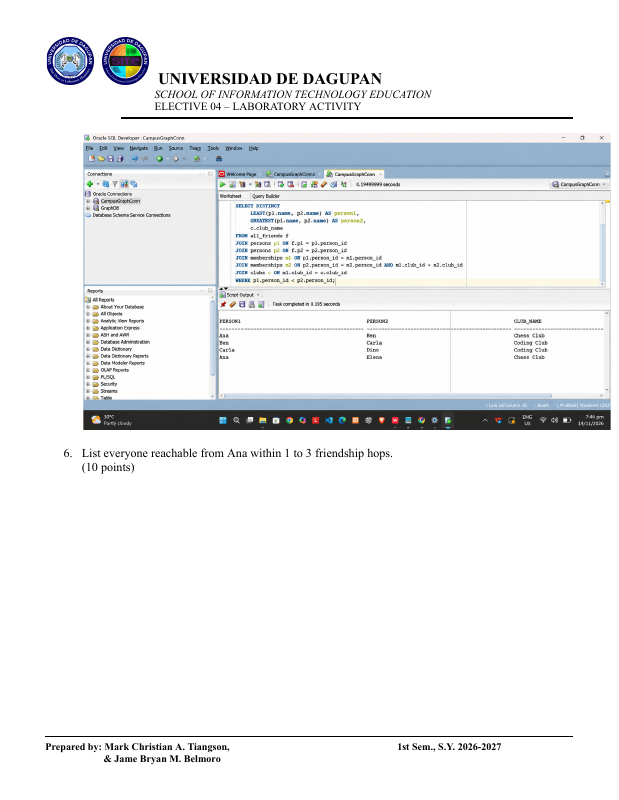 UNIVERSIDAD DE DAGUPAN
SCHOOL OF INFORMATION TECHNOLOGY EDUCATION
ELECTIVE 04 – LABORATORY ACTIVITY
Oracle SQL Developer : CampusGraphConn
File Edit View Navigate Run Source Team Tools Window Help
Connections
Oracle Connections
CampusGraphConn
GraphDB
Database Schema Service Connections
Welcome Page CampusGraphConn2 CampusGraphConn
0.19499999 seconds
CampusGraphConn
Worksheet Query Builder
SELECT DISTINCT
LEAST(p1.name, p2.name) AS person1,
GREATEST(p1.name, p2.name) AS person2,
c.club_name
FROM all_friends f
JOIN persons p1 ON f.p1 = p1.person_id
JOIN persons p2 ON f.p2 = p2.person_id
JOIN memberships m1 ON p1.person_id = m1.person_id
JOIN memberships m2 ON p2.person_id = m2.person_id AND m1.club_id = m2.club_id
JOIN clubs c ON m1.club_id = c.club_id
WHERE p1.person_id < p2.person_id;
Reports
All Reports
About Your Database
All Objects
Analytic View Reports
Application Express
ASH and AWR
Database Administration
Data Dictionary
Data Dictionary Reports
Data Modeler Reports
OLAP Reports
PL/SQL
Security
Streams
Table
Script Output
Task completed in 0.195 seconds
PERSON1 PERSON2 CLUB_NAME
Ana Ben Chess Club
Ben Carla Coding Club
Carla Dino Coding Club
Ana Elena Chess Club
30°C
Partly cloudy
ENG
US
7:46 pm
14/11/2026
6. List everyone reachable from Ana within 1 to 3 friendship hops.
(10 points)
Prepared by: Mark Christian A. Tiangson, 1st Sem., S.Y. 2026-2027
& Jame Bryan M. Belmoro